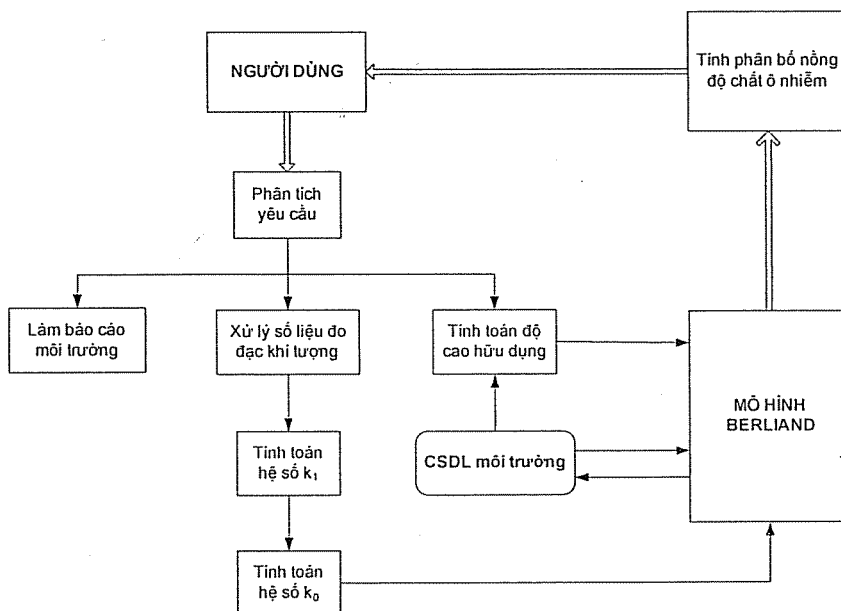 NGƯỜI DÙNG
Tính phân bố nồng
độ chất ô nhiễm
Phân tích
yêu cầu
Làm báo cáo
môi trường
Xử lý số liệu đo
đạc khí tượng
Tính toán độ
cao hữu dụng
MÔ HÌNH
BERLIAND
CSDL môi trường
Tính toán
hệ số k₁
Tính toán
hệ số k₀